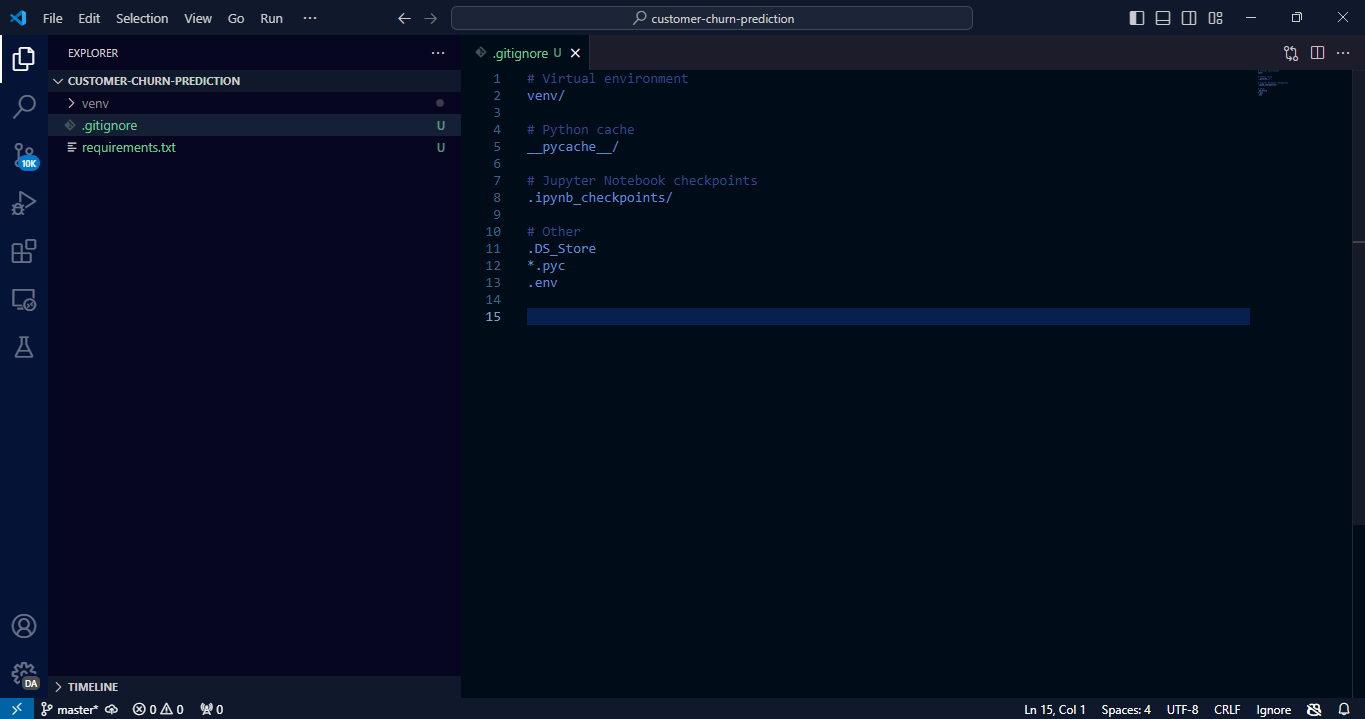 File Edit Selection View Go Run ···
customer-churn-prediction
EXPLORER
CUSTOMER-CHURN-PREDICTION
venv
.gitignore U
requirements.txt U
10K
DA
TIMELINE
.gitignore U
1 # Virtual environment
2 venv/
3
4 # Python cache
5 __pycache__/
6
7 # Jupyter Notebook checkpoints
8 .ipynb_checkpoints/
9
10 # Other
11 .DS_Store
12 *.pyc
13 .env
14
15
master* 0 0 0
Ln 15, Col 1 Spaces: 4 UTF-8 CRLF Ignore